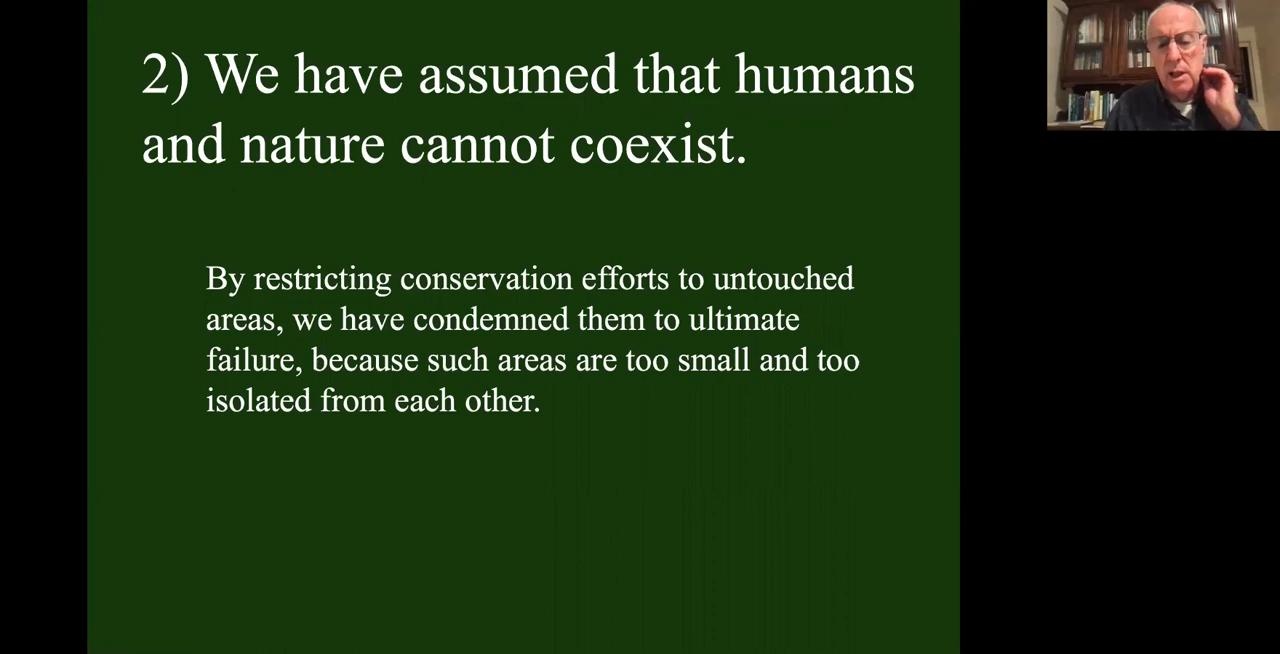 2) We have assumed that humans
and nature cannot coexist.
By restricting conservation efforts to untouched
areas, we have condemned them to ultimate
failure, because such areas are too small and too
isolated from each other.